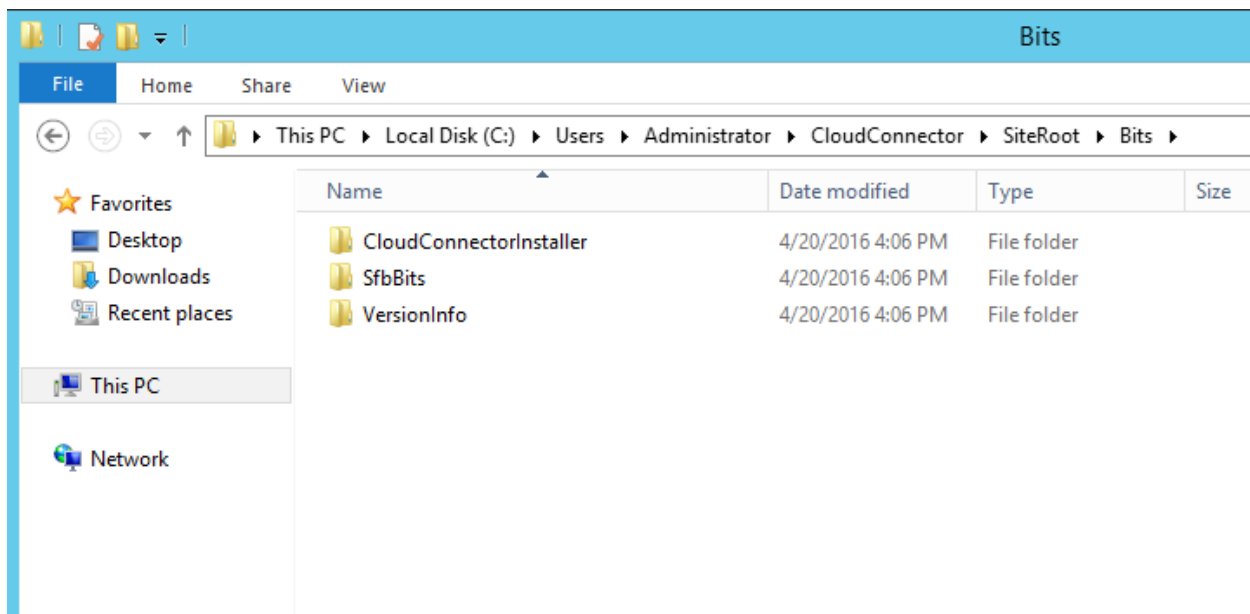 Bits
File Home Share View
This PC Local Disk (C:) Users Administrator CloudConnector SiteRoot Bits
Favorites
Desktop
Downloads
Recent places
This PC
Network
Name Date modified Type Size
CloudConnectorInstaller 4/20/2016 4:06 PM File folder
SfbBits 4/20/2016 4:06 PM File folder
VersionInfo 4/20/2016 4:06 PM File folder